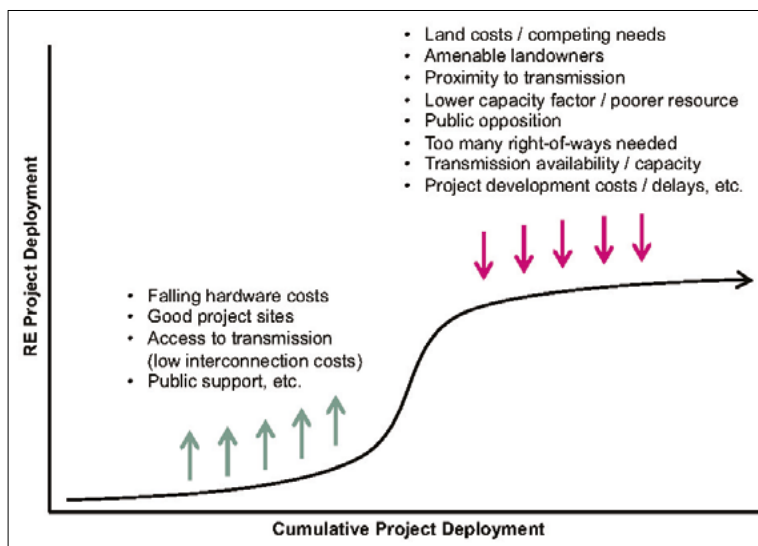 • Land costs / competing needs
• Amenable landowners
• Proximity to transmission
• Lower capacity factor / poorer resource
• Public opposition
• Too many right-of-ways needed
• Transmission availability / capacity
• Project development costs / delays, etc.
RE Project Deployment
• Falling hardware costs
• Good project sites
• Access to transmission
(low interconnection costs)
• Public support, etc.
Cumulative Project Deployment